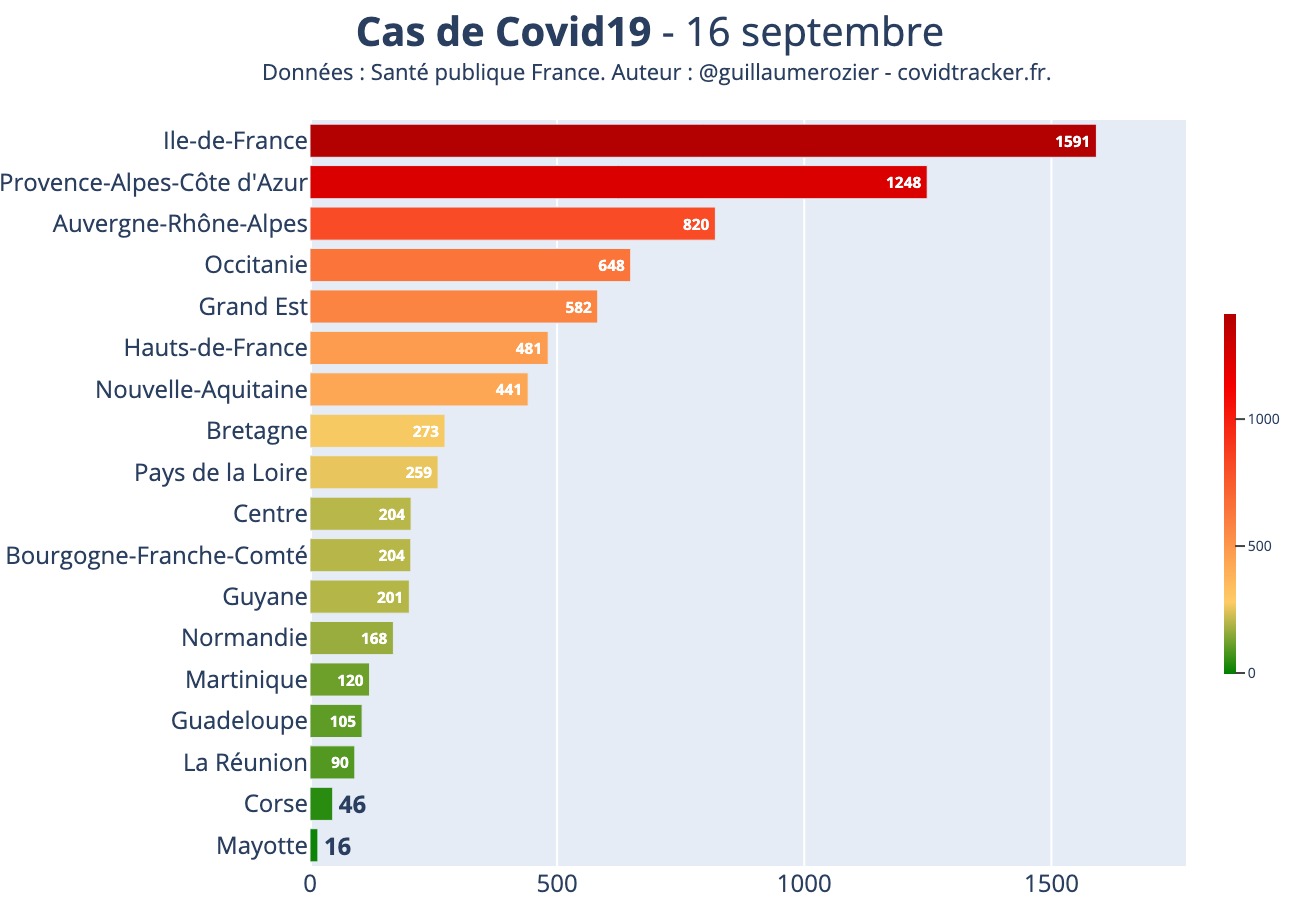 Cas de Covid19 - 16 septembre
Données : Santé publique France. Auteur : @guillaumerozier - covidtracker.fr.
Ile-de-France 1591
Provence-Alpes-Côte d'Azur 1248
Auvergne-Rhône-Alpes 820
Occitanie 648
Grand Est 582
Hauts-de-France 481
Nouvelle-Aquitaine 441
Bretagne 273
Pays de la Loire 259
Centre 204
Bourgogne-Franche-Comté 204
Guyane 201
Normandie 168
Martinique 120
Guadeloupe 105
La Réunion 90
Corse 46
Mayotte 16
0 500 1000 1500
1000
500
0